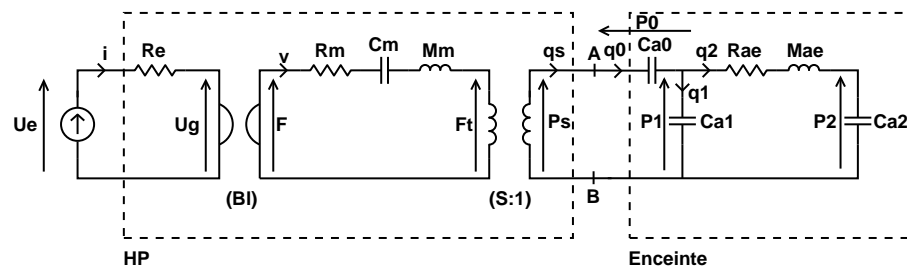 P0
i Re v Rm Cm Mm qs A q0 Ca0 q2 Rae Mae
q1
Ue Ug F Ft Ps P1 Ca1 P2 Ca2
(Bl) (S:1) B
HP Enceinte